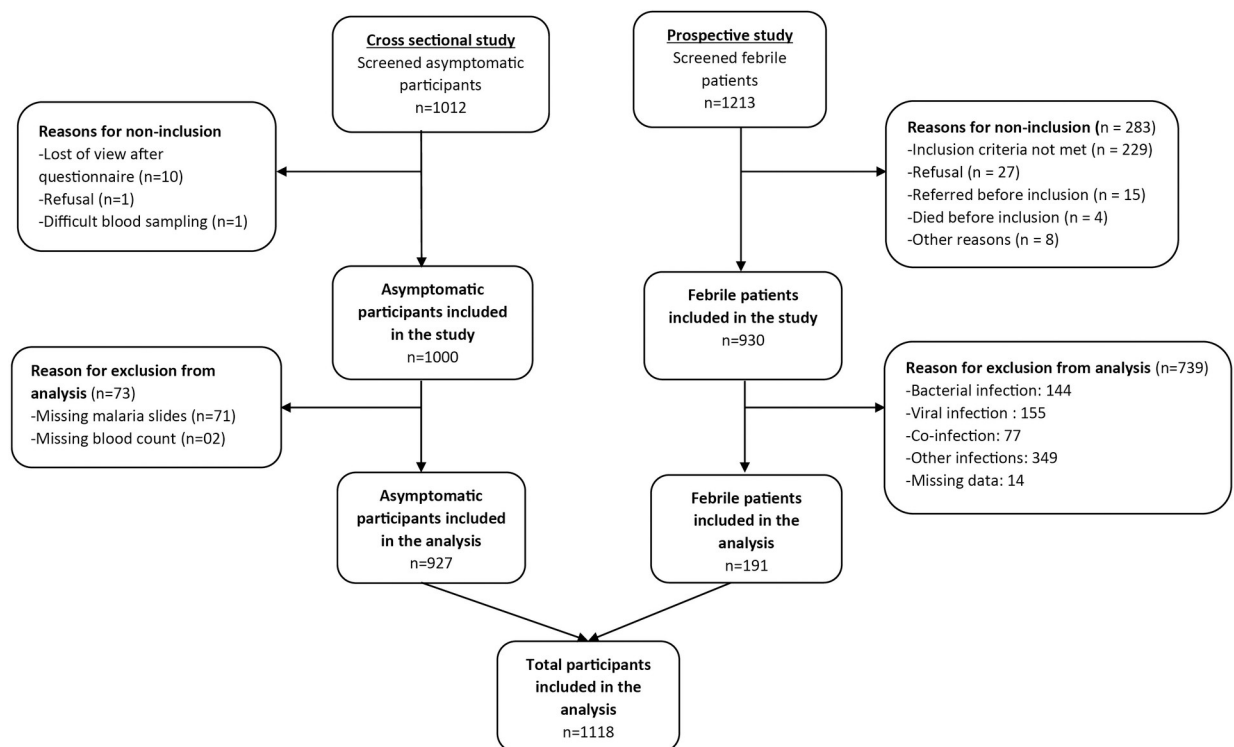 Cross sectional study
Screened asymptomatic
participants
n=1012
Prospective study
Screened febrile
patients
n=1213
Reasons for non-inclusion
-Lost of view after
questionnaire (n=10)
-Refusal (n=1)
-Difficult blood sampling (n=1)
Reasons for non-inclusion (n = 283)
-Inclusion criteria not met (n = 229)
-Refusal (n = 27)
-Referred before inclusion (n = 15)
-Died before inclusion (n = 4)
-Other reasons (n = 8)
Asymptomatic
participants included
in the study
n=1000
Febrile patients
included in the study
n=930
Reason for exclusion from
analysis (n=73)
-Missing malaria slides (n=71)
-Missing blood count (n=02)
Reason for exclusion from analysis (n=739)
-Bacterial infection: 144
-Viral infection : 155
-Co-infection: 77
-Other infections: 349
-Missing data: 14
Asymptomatic
participants included
in the analysis
n=927
Febrile patients
included in the
analysis
n=191
Total participants
included in the
analysis
n=1118